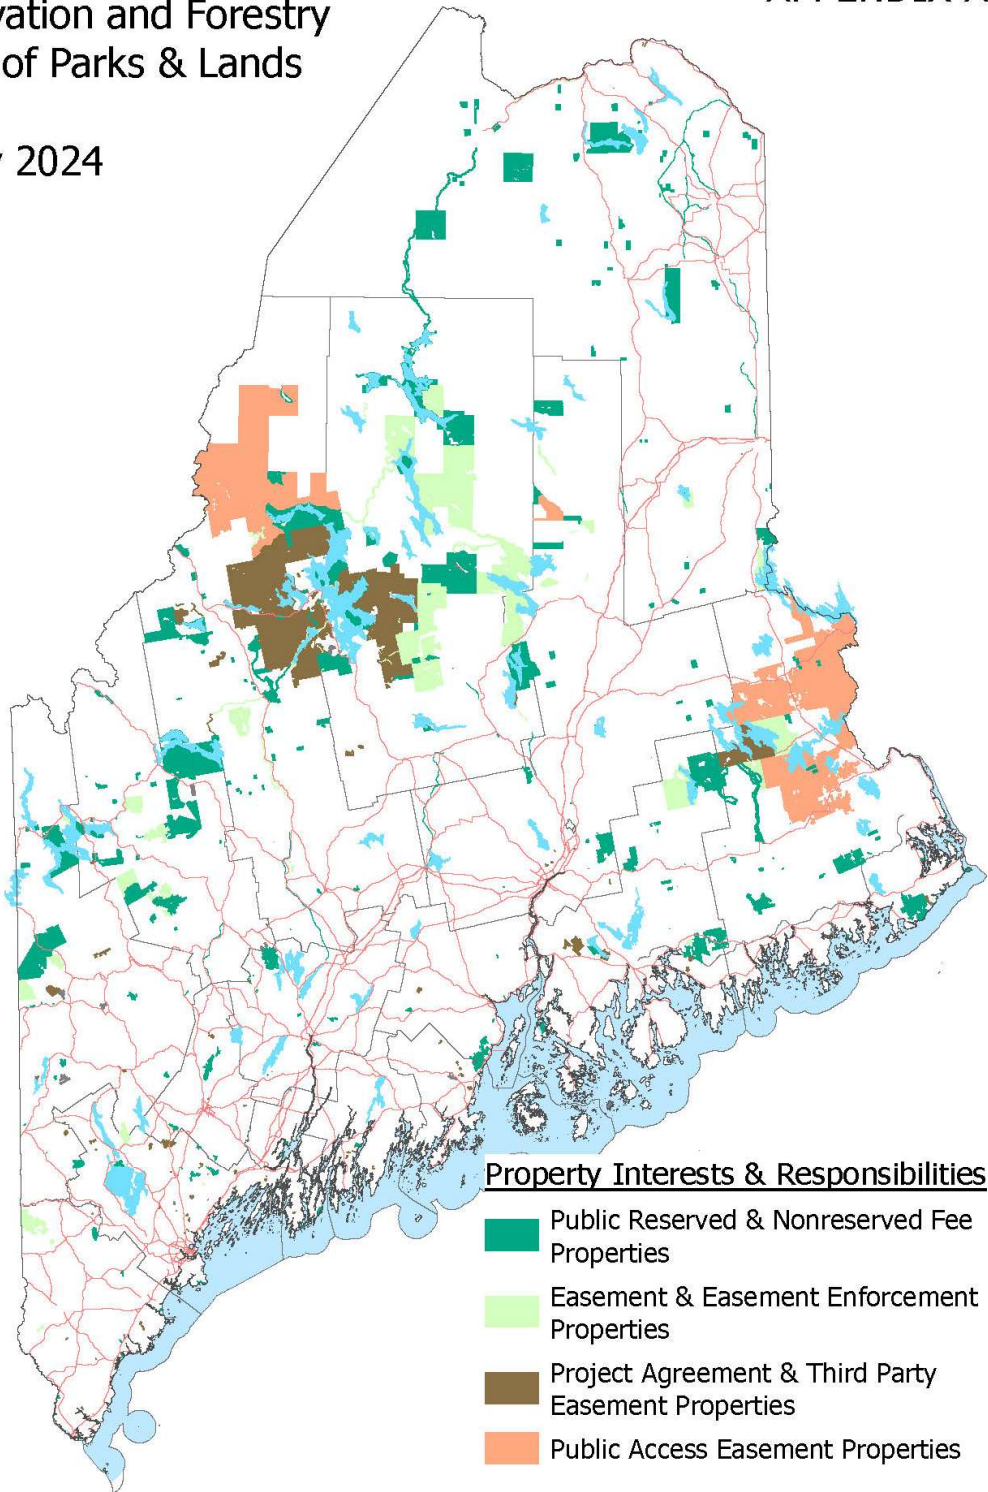 vation and Forestry
of Parks & Lands
2024
Property Interests & Responsibilities
Public Reserved & Nonreserved Fee
Properties
Easement & Easement Enforcement
Properties
Project Agreement & Third Party
Easement Properties
Public Access Easement Properties